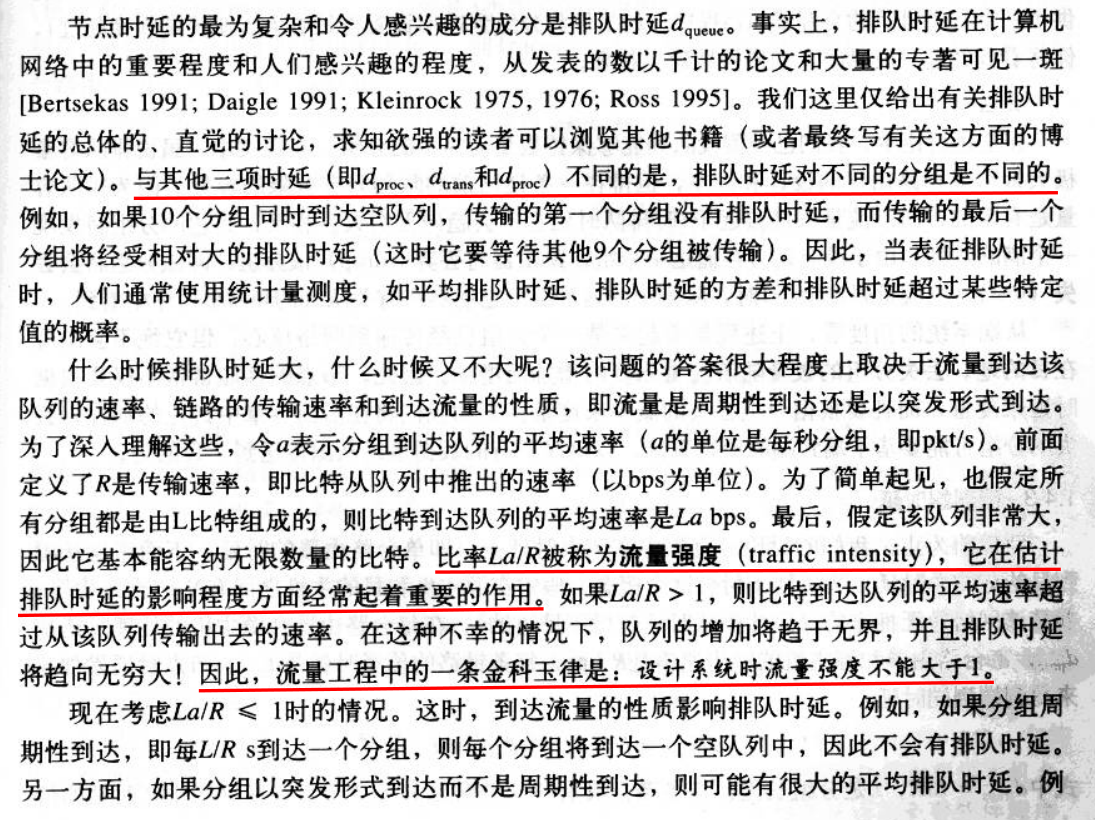 节点时延的最为复杂和令人感兴趣的成分是排队时延dqueue。事实上，排队时延在计算机
网络中的重要程度和人们感兴趣的程度，从发表的数以千计的论文和大量的专著可见一斑
[Bertsekas 1991; Daigle 1991; Kleinrock 1975, 1976; Ross 1995]。我们这里仅给出有关排队时
延的总体的、直觉的讨论，求知欲强的读者可以浏览其他书籍（或者最终写有关这方面的博
士论文）。与其他三项时延（即dproc、dtrans和dproc）不同的是，排队时延对不同的分组是不同的。
例如，如果10个分组同时到达空队列，传输的第一个分组没有排队时延，而传输的最后一个
分组将经受相对大的排队时延（这时它要等待其他9个分组被传输）。因此，当表征排队时延
时，人们通常使用统计量测度，如平均排队时延、排队时延的方差和排队时延超过某些特定
值的概率。
什么时候排队时延大，什么时候又不大呢？该问题的答案很大程度上取决于流量到达该
队列的速率、链路的传输速率和到达流量的性质，即流量是周期性到达还是以突发形式到达。
为了深入理解这些，令a表示分组到达队列的平均速率（a的单位是每秒分组，即pkt/s）。前面
定义了R是传输速率，即比特从队列中推出的速率（以bps为单位）。为了简单起见，也假定所
有分组都是由L比特组成的，则比特到达队列的平均速率是La bps。最后，假定该队列非常大，
因此它基本能容纳无限数量的比特。比率La/R被称为流量强度（traffic intensity），它在估计
排队时延的影响程度方面经常起着重要的作用。如果La/R > 1，则比特到达队列的平均速率超
过从该队列传输出去的速率。在这种不幸的情况下，队列的增加将趋于无界，并且排队时延
将趋向无穷大！因此，流量工程中的一条金科玉律是：设计系统时流量强度不能大于1。
现在考虑La/R ≤ 1时的情况。这时，到达流量的性质影响排队时延。例如，如果分组周
期性到达，即每L/R s到达一个分组，则每个分组将到达一个空队列中，因此不会有排队时延。
另一方面，如果分组以突发形式到达而不是周期性到达，则可能有很大的平均排队时延。例